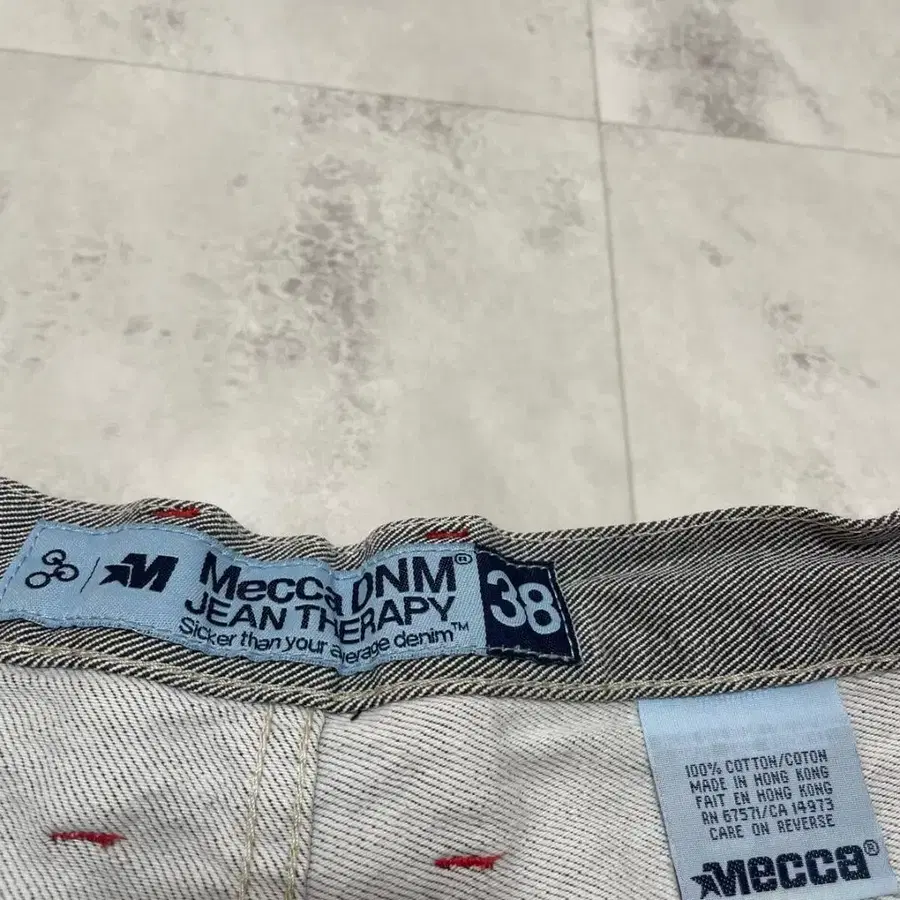 M
Mecca DNM®
JEAN THERAPY
Sicker than your average denim™
38
100% COTTON/COTON
MADE IN HONG KONG
FAIT EN HONG KONG
RN 67571/CA 14973
CARE ON REVERSE
Mecca®